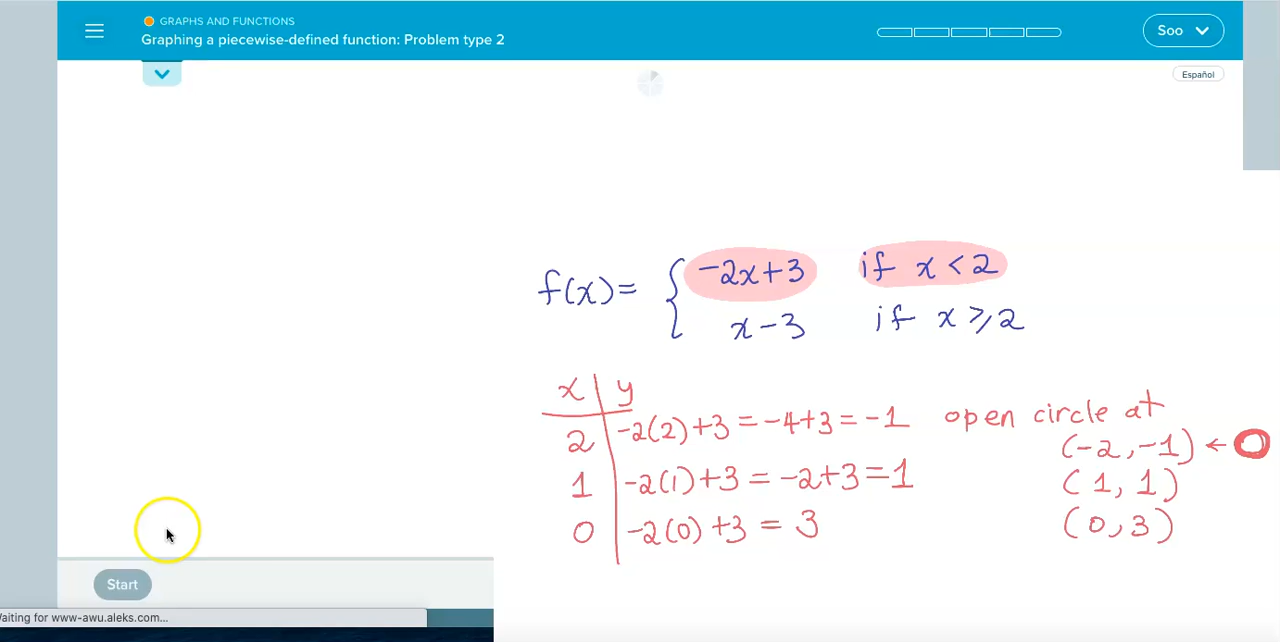 GRAPHS AND FUNCTIONS
Graphing a piecewise-defined function: Problem type 2
Soo
Español
f(x)= { -2x+3 if x < 2
x-3 if x ⩾ 2
x | y
2 | -2(2)+3 = -4+3 = -1 open circle at
(-2, -1) ← O
1 | -2(1)+3 = -2+3 = 1 (1, 1)
0 | -2(0)+3 = 3 (0, 3)
Start
Waiting for www-awu.aleks.com...